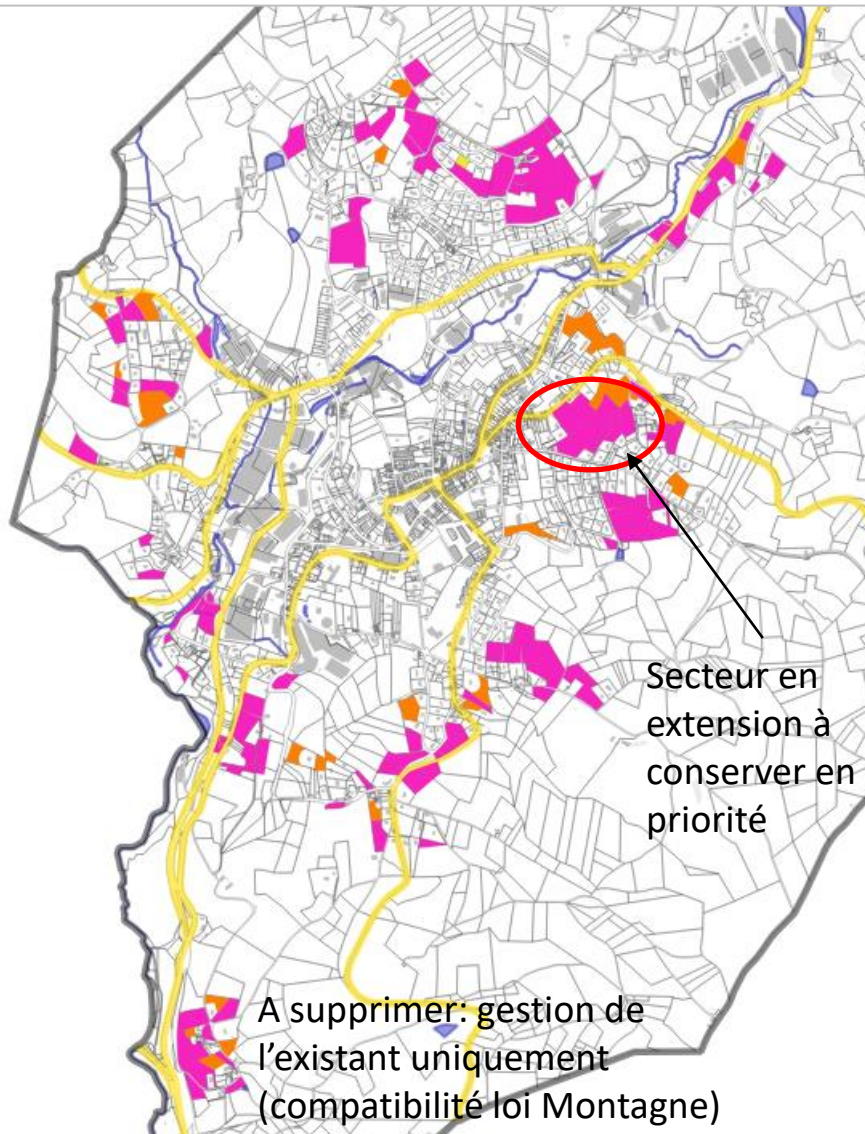 Secteur en
extension à
conserver en
priorité
A supprimer: gestion de
l'existant uniquement
(compatibilité loi Montagne)